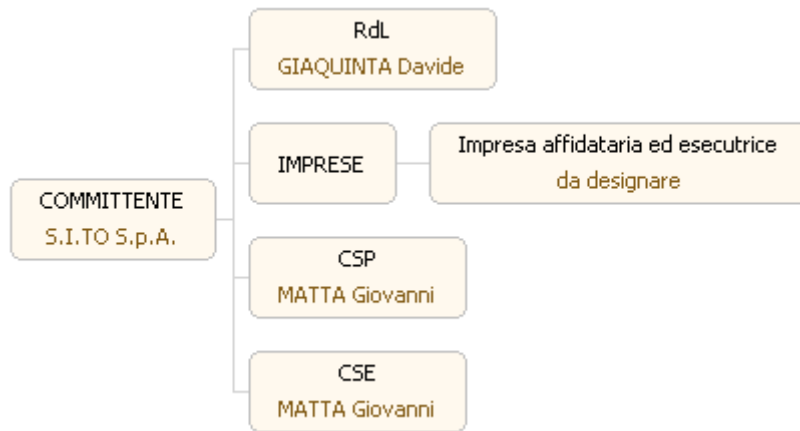 RdL
GIAQUINTA Davide
IMPRESE
Impresa affidataria ed esecutrice
da designare
COMMITTENTE
S.I.TO S.p.A.
CSP
MATTA Giovanni
CSE
MATTA Giovanni